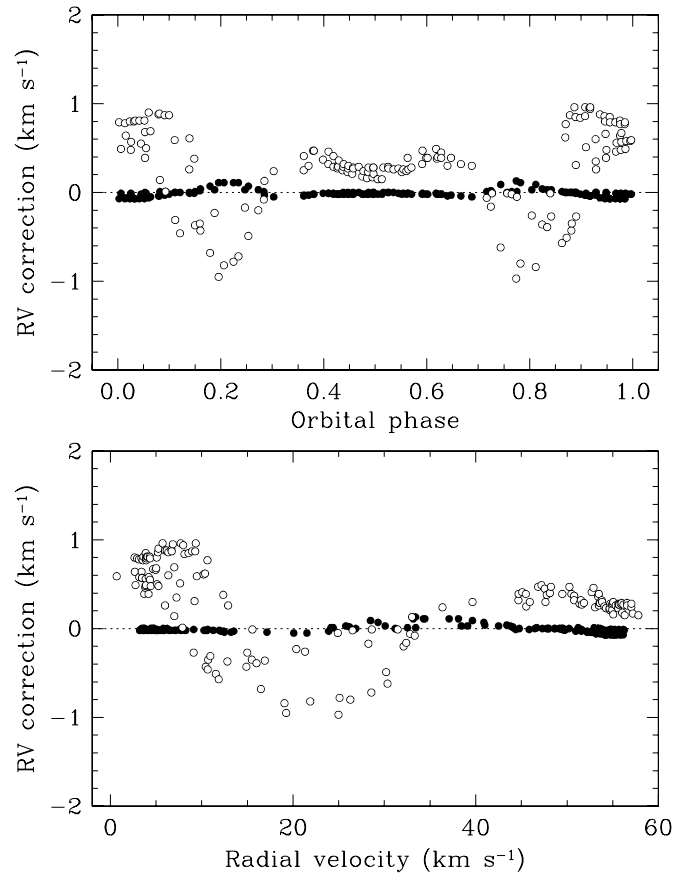 2
1
0
−1
−2
RV correction (km s⁻¹)
0.0 0.2 0.4 0.6 0.8 1.0
Orbital phase
2
1
0
−1
−2
RV correction (km s⁻¹)
0 20 40 60
Radial velocity (km s⁻¹)